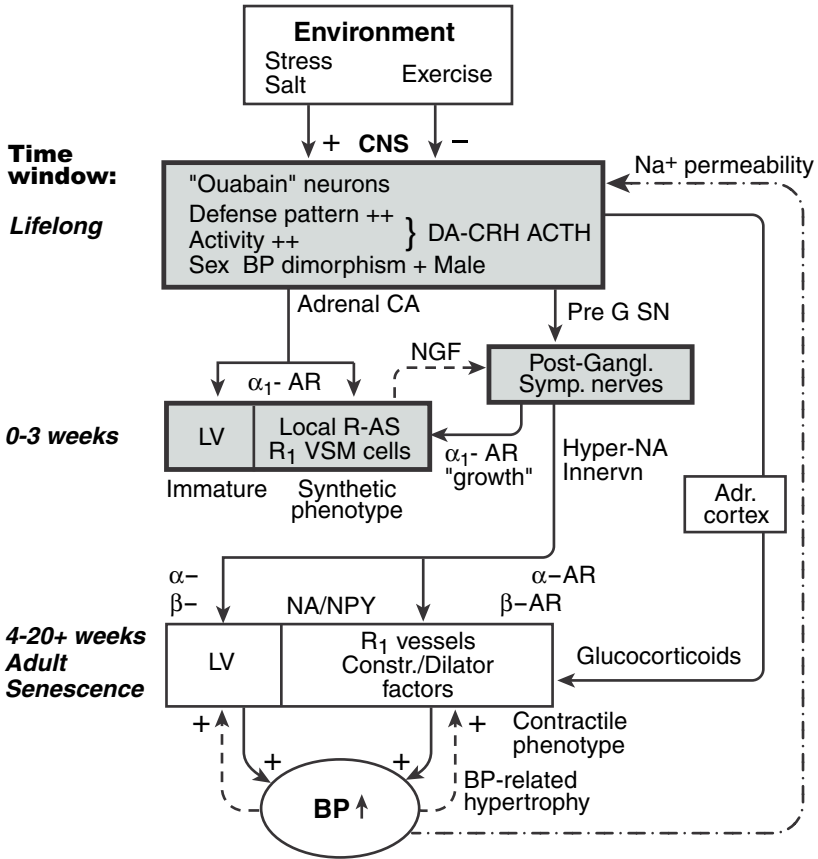 Environment
Stress
Salt
Exercise
+ CNS −
Time
window:
Na+ permeability
"Ouabain" neurons
Lifelong
Defense pattern ++
Activity ++
} DA-CRH ACTH
Sex BP dimorphism + Male
Adrenal CA
Pre G SN
NGF
Post-Gangl.
Symp. nerves
α1- AR
0-3 weeks
LV
Local R-AS
R1 VSM cells
α1- AR
"growth"
Hyper-NA
Innervn
Immature
Synthetic
phenotype
Adr.
cortex
α–
β–
NA/NPY
α–AR
β–AR
4-20+ weeks
Adult
Senescence
LV
R1 vessels
Constr./Dilator
factors
Glucocorticoids
+
+
Contractile
phenotype
+
+
BP-related
hypertrophy
BP ↑